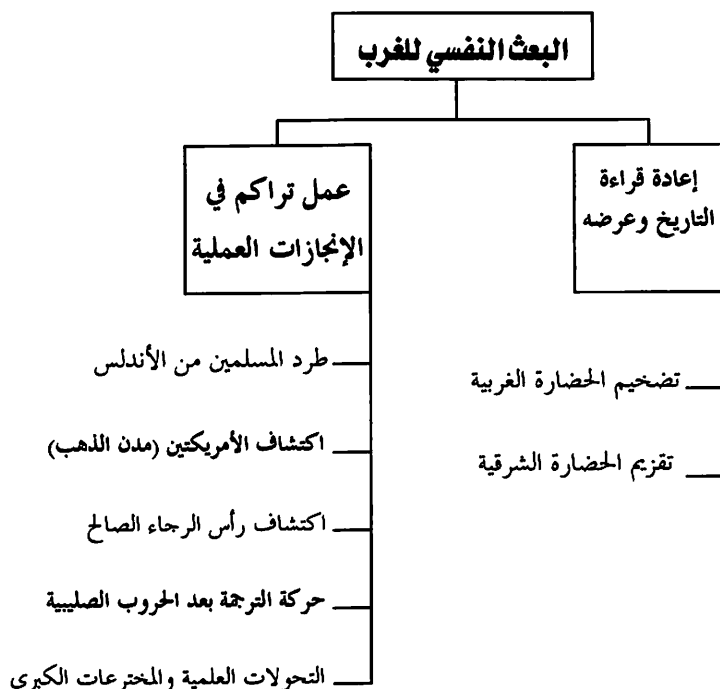 البعث النفسي للغرب
إعادة قراءة
التاريخ وعرضه
تضخيم الحضارة الغربية
تقزيم الحضارة الشرقية
عمل تراكم في
الإنجازات العملية
طرد المسلمين من الأندلس
اكتشاف الأمريكتين (مدن الذهب)
اكتشاف رأس الرجاء الصالح
حركة الترجمة بعد الحروب الصليبية
التحولات العلمية والمخترعات الكبرى